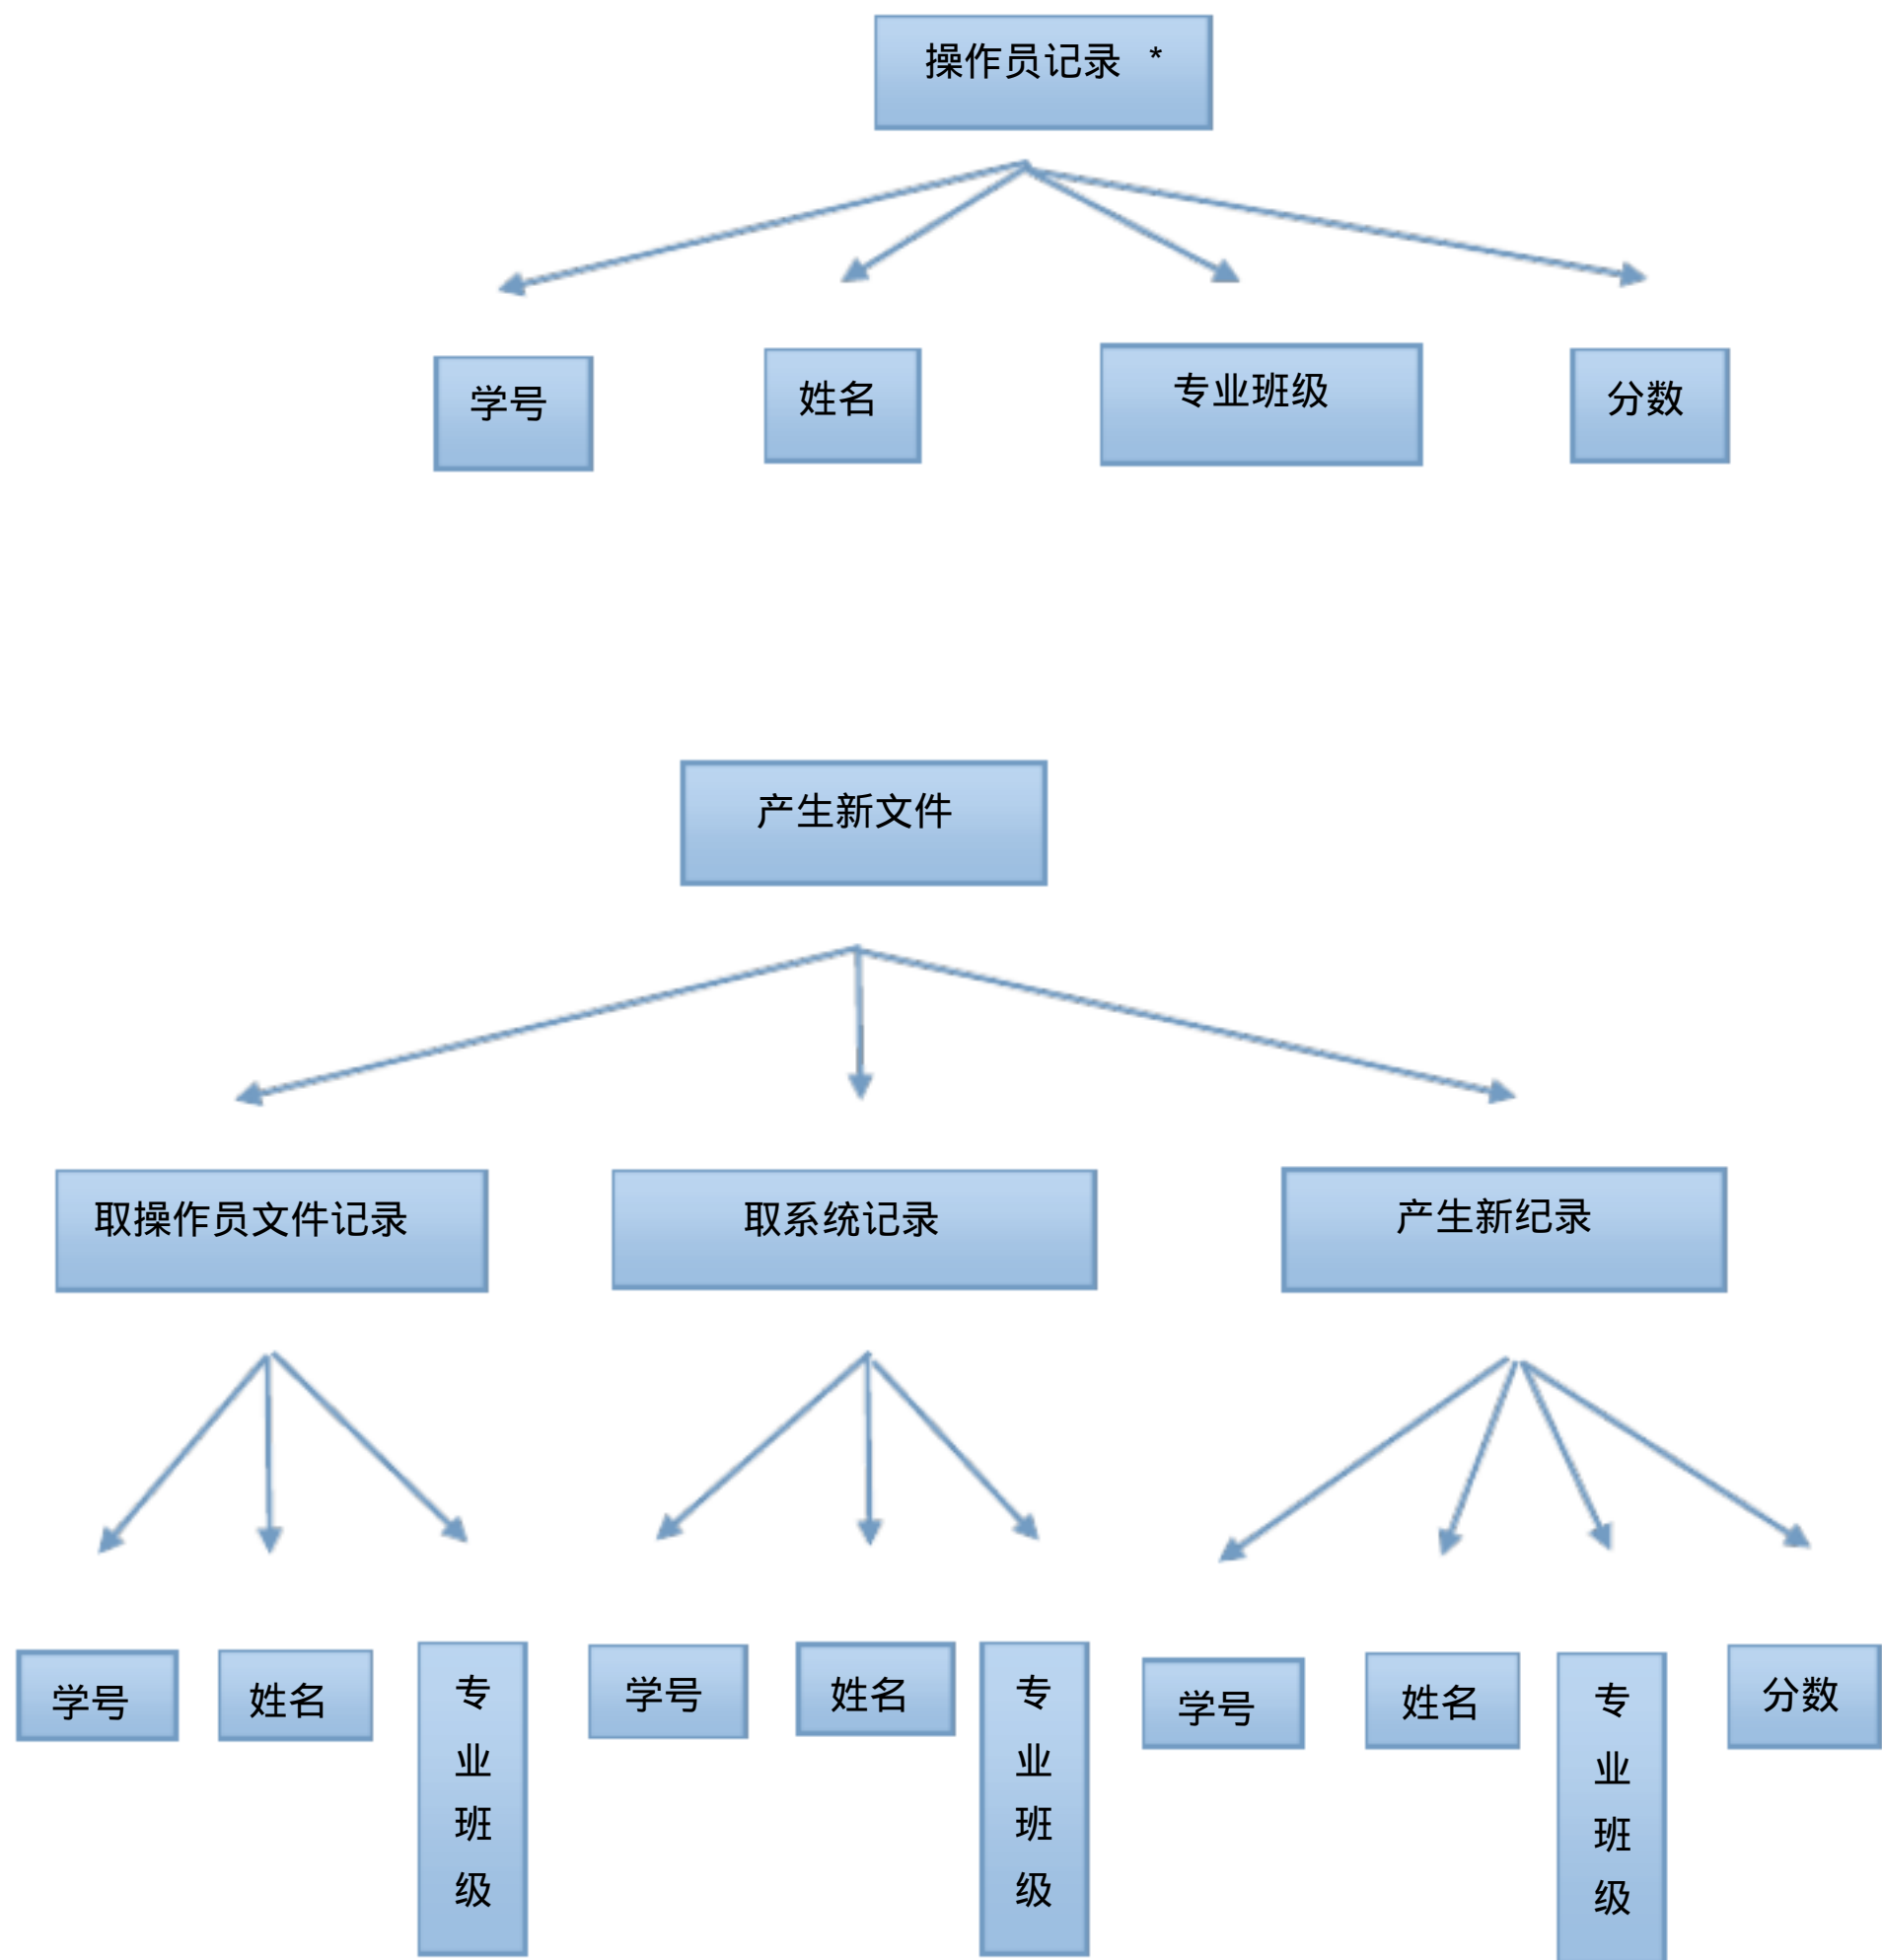 操作员记录 *
学号
姓名
专业班级
分数
产生新文件
取操作员文件记录
取系统记录
产生新纪录
学号
姓名
专
业
班
级
学号
姓名
专
业
班
级
学号
姓名
专
业
班
级
分数